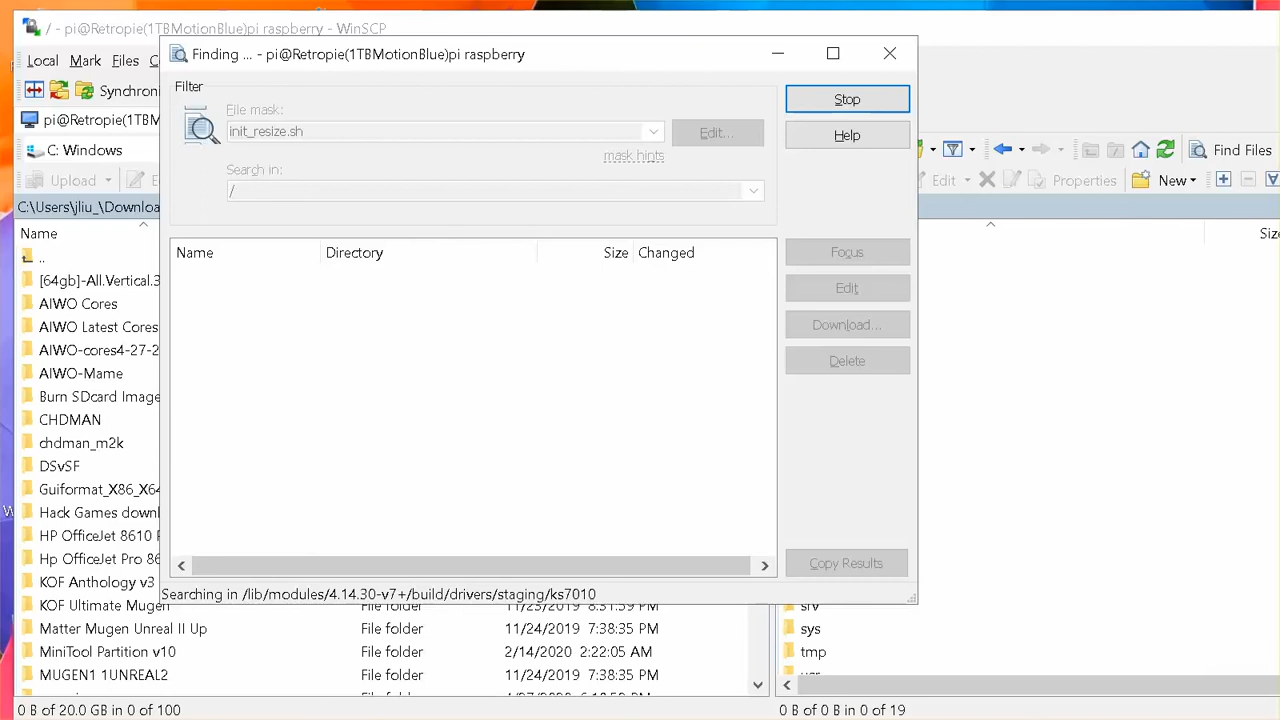 / - pi@Retropie(1TBMotionBlue)pi raspberry - WinSCP
Local Mark Files
Synchroni
pi@Retropie(1TBM
C: Windows
Upload
C:\Users\jliu_\Downloa
Name
..
[64gb]-All.Vertical.3
AIWO Cores
AIWO Latest Cores
AIWO-cores4-27-2
AIWO-Mame
Burn SDcard Image
CHDMAN
chdman_m2k
DSvSF
Guiformat_X86_X64
Hack Games downl
HP OfficeJet 8610 P
Hp OfficeJet Pro 86
KOF Anthology v3
KOF Ultimate Mugen File folder 11/23/2019 8:31:59 PM
Matter Mugen Unreal II Up File folder 11/24/2019 7:38:35 PM
MiniTool Partition v10 File folder 2/14/2020 2:22:05 AM
MUGEN1 1UNREAL2 File folder 11/24/2019 7:38:35 PM
0 B of 20.0 GB in 0 of 100
Finding ... - pi@Retropie(1TBMotionBlue)pi raspberry
Filter
File mask:
init_resize.sh
Edit...
mask hints
Search in:
/
Stop
Help
Name Directory Size Changed
Focus
Edit
Download...
Delete
Copy Results
Searching in /lib/modules/4.14.30-v7+/build/drivers/staging/ks7010
Find Files
Edit Properties New
Size
srv
sys
tmp
0 B of 0 B in 0 of 19